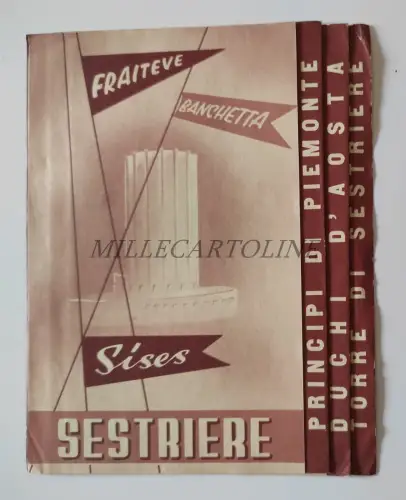 FRAITEVE
BANCHETTA
MILLECARTOLINE
Sises
SESTRIERE
PRINCIPI DI PIEMONTE
DUCHI D'AOSTA
TORRE DI SESTRIERE